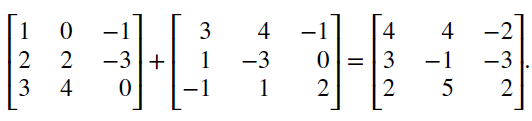 [1 0 −1] [3 4 −1] [4 4 −2]
[2 2 −3] + [1 −3 0] = [3 −1 −3].
[3 4 0] [−1 1 2] [2 5 2]